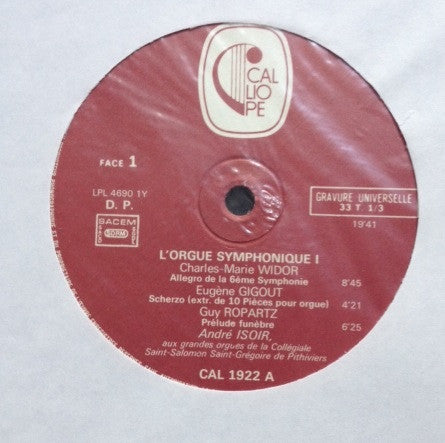 CAL
LIO
PE
FACE 1
LPL 4690 1Y
D. P.
SACEM
SDRM
GRAVURE UNIVERSELLE
33 T. 1/3
19'41
L'ORGUE SYMPHONIQUE I
Charles-Marie WIDOR
Allegro de la 6ème Symphonie 8'45
Eugène GIGOUT
Scherzo (extr. de 10 Pièces pour orgue) 4'21
Guy ROPARTZ
Prélude funèbre 6'25
André ISOIR,
aux grandes orgues de la Collégiale
Saint-Salomon Saint-Grégoire de Pithiviers
CAL 1922 A